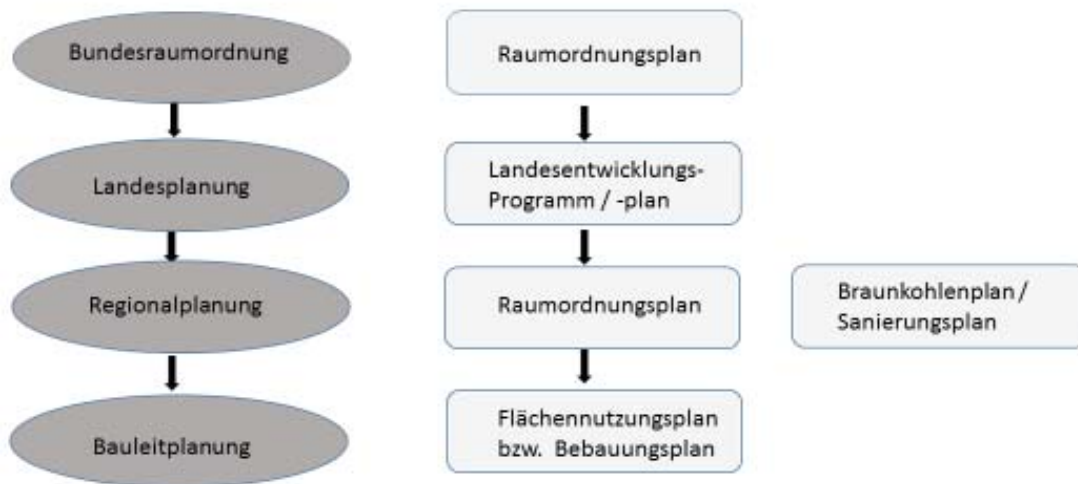 Bundesraumordnung
Raumordnungsplan
Landesplanung
Landesentwicklungs-
Programm / -plan
Regionalplanung
Raumordnungsplan
Braunkohlenplan /
Sanierungsplan
Bauleitplanung
Flächennutzungsplan
bzw. Bebauungsplan